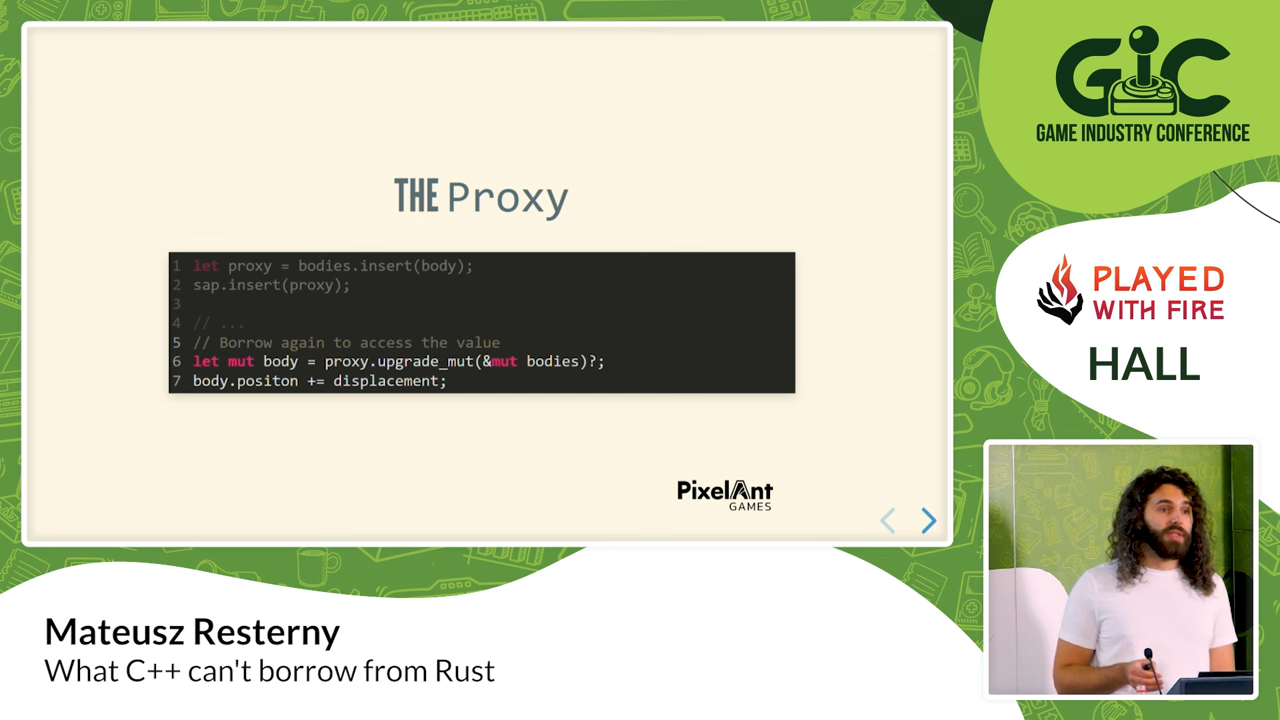 THE Proxy
1 let proxy = bodies.insert(body);
2 sap.insert(proxy);
3
4 // ...
5 // Borrow again to access the value
6 let mut body = proxy.upgrade_mut(&mut bodies)?;
7 body.positon += displacement;
PixelAnt
GAMES
GIC
GAME INDUSTRY CONFERENCE
PLAYED
WITH FIRE
HALL
Mateusz Resterny
What C++ can't borrow from Rust